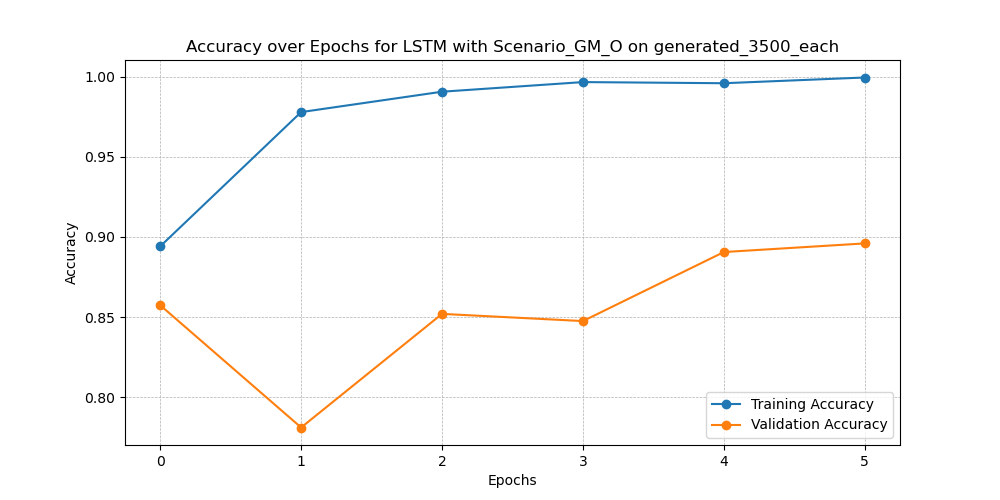 Accuracy over Epochs for LSTM with Scenario_GM_O on generated_3500_each
1.00
0.95
0.90
0.85
0.80
Accuracy
0
1
2
3
4
5
Epochs
Training Accuracy
Validation Accuracy